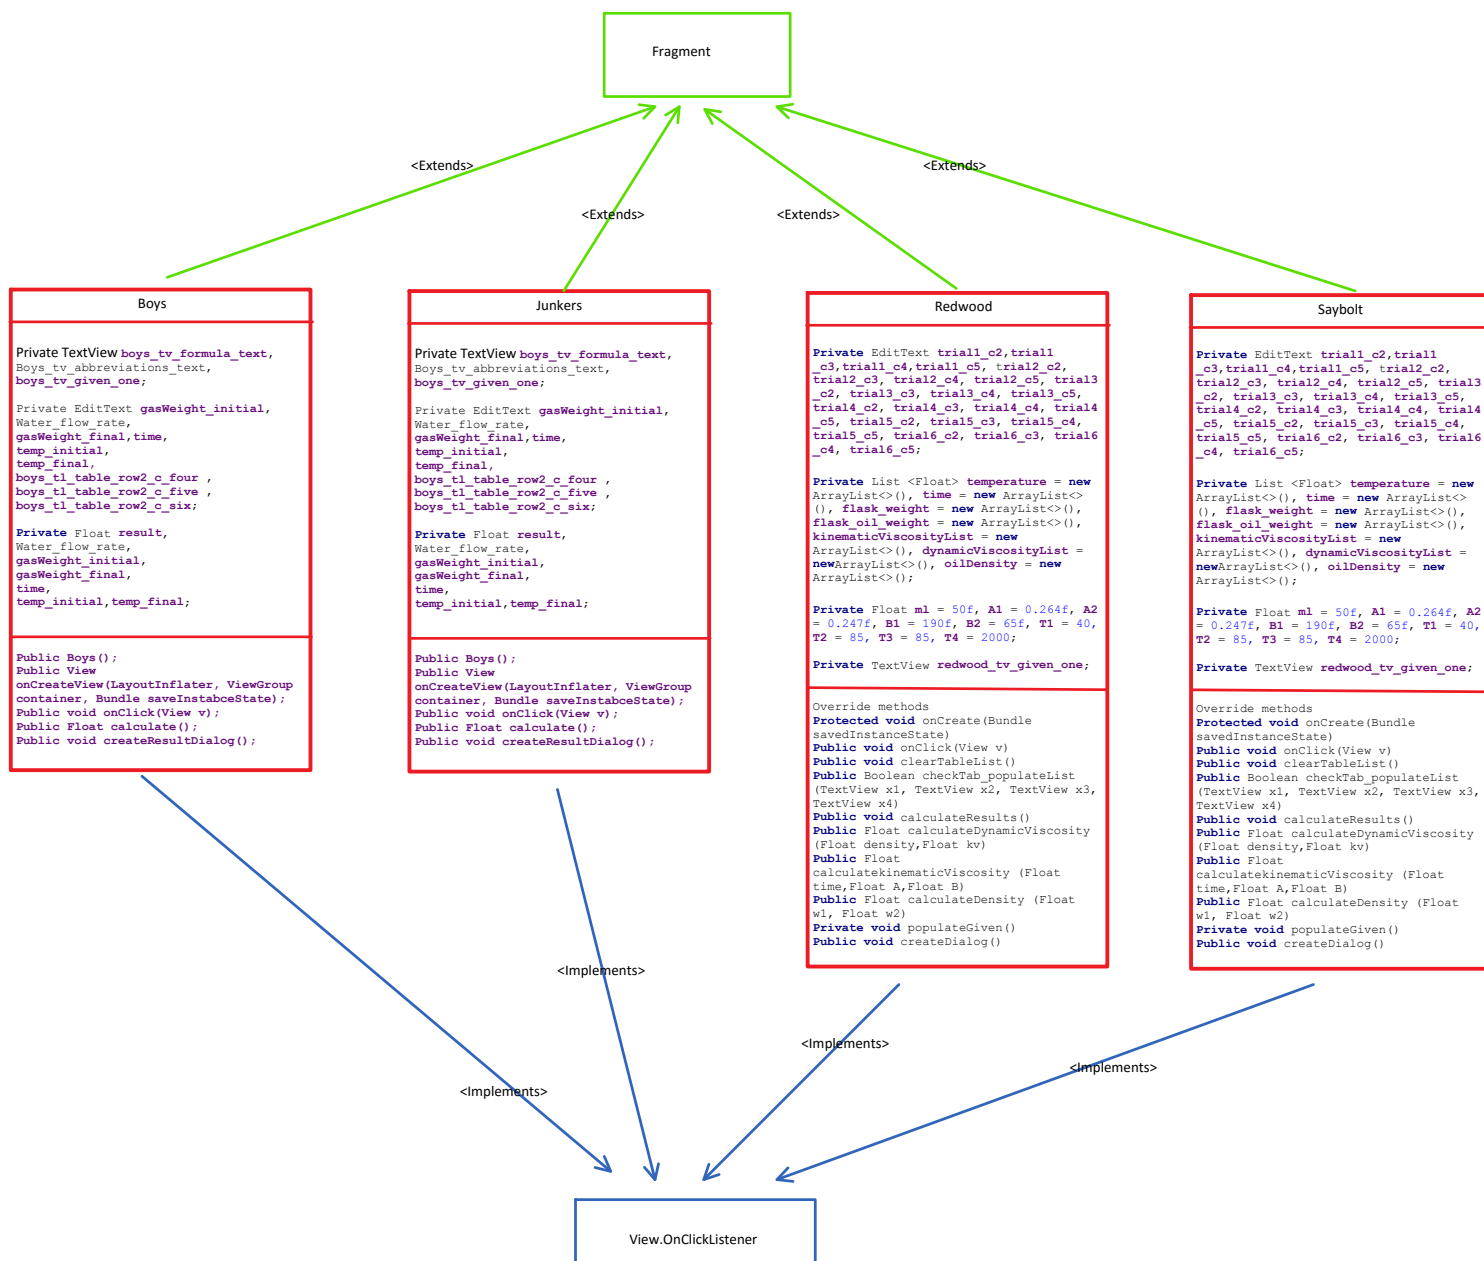 Fragment
<Extends>
<Extends>
<Extends>
<Extends>
Boys
Private TextView boys_tv_formula_text,
Boys_tv_abbreviations_text,
boys_tv_given_one;
Private EditText gasWeight_initial,
Water_flow_rate,
gasWeight_final,time,
temp_initial,
temp_final,
boys_tl_table_row2_c_four ,
boys_tl_table_row2_c_five ,
boys_tl_table_row2_c_six;
Private Float result,
Water_flow_rate,
gasWeight_initial,
gasWeight_final,
time,
temp_initial,temp_final;
Public Boys();
Public View
onCreateView(LayoutInflater, ViewGroup
container, Bundle saveInstabceState);
Public void onClick(View v);
Public Float calculate();
Public void createResultDialog();
Junkers
Private TextView boys_tv_formula_text,
Boys_tv_abbreviations_text,
boys_tv_given_one;
Private EditText gasWeight_initial,
Water_flow_rate,
gasWeight_final,time,
temp_initial,
temp_final,
boys_tl_table_row2_c_four ,
boys_tl_table_row2_c_five ,
boys_tl_table_row2_c_six;
Private Float result,
Water_flow_rate,
gasWeight_initial,
gasWeight_final,
time,
temp_initial,temp_final;
Public Boys();
Public View
onCreateView(LayoutInflater, ViewGroup
container, Bundle saveInstabceState);
Public void onClick(View v);
Public Float calculate();
Public void createResultDialog();
Redwood
Private EditText trial1_c2,trial1
_c3,trial1_c4,trial1_c5, trial2_c2,
trial2_c3, trial2_c4, trial2_c5, trial3
_c2, trial3_c3, trial3_c4, trial3_c5,
trial4_c2, trial4_c3, trial4_c4, trial4
_c5, trial5_c2, trial5_c3, trial5_c4,
trial5_c5, trial6_c2, trial6_c3, trial6
_c4, trial6_c5;
Private List <Float> temperature = new
ArrayList<>(), time = new ArrayList<>
(), flask_weight = new ArrayList<>(),
flask_oil_weight = new ArrayList<>(),
kinematicViscosityList = new
ArrayList<>(), dynamicViscosityList =
newArrayList<>(), oilDensity = new
ArrayList<>();
Private Float ml = 50f, A1 = 0.264f, A2
= 0.247f, B1 = 190f, B2 = 65f, T1 = 40,
T2 = 85, T3 = 85, T4 = 2000;
Private TextView redwood_tv_given_one;
Override methods
Protected void onCreate(Bundle
savedInstanceState)
Public void onClick(View v)
Public void clearTableList()
Public Boolean checkTab_populateList
(TextView x1, TextView x2, TextView x3,
TextView x4)
Public void calculateResults()
Public Float calculateDynamicViscosity
(Float density,Float kv)
Public Float
calculatekinematicViscosity (Float
time,Float A,Float B)
Public Float calculateDensity (Float
w1, Float w2)
Private void populateGiven()
Public void createDialog()
Saybolt
Private EditText trial1_c2,trial1
_c3,trial1_c4,trial1_c5, trial2_c2,
trial2_c3, trial2_c4, trial2_c5, trial3
_c2, trial3_c3, trial3_c4, trial3_c5,
trial4_c2, trial4_c3, trial4_c4, trial4
_c5, trial5_c2, trial5_c3, trial5_c4,
trial5_c5, trial6_c2, trial6_c3, trial6
_c4, trial6_c5;
Private List <Float> temperature = new
ArrayList<>(), time = new ArrayList<>
(), flask_weight = new ArrayList<>(),
flask_oil_weight = new ArrayList<>(),
kinematicViscosityList = new
ArrayList<>(), dynamicViscosityList =
newArrayList<>(), oilDensity = new
ArrayList<>();
Private Float ml = 50f, A1 = 0.264f, A2
= 0.247f, B1 = 190f, B2 = 65f, T1 = 40,
T2 = 85, T3 = 85, T4 = 2000;
Private TextView redwood_tv_given_one;
Override methods
Protected void onCreate(Bundle
savedInstanceState)
Public void onClick(View v)
Public void clearTableList()
Public Boolean checkTab_populateList
(TextView x1, TextView x2, TextView x3,
TextView x4)
Public void calculateResults()
Public Float calculateDynamicViscosity
(Float density,Float kv)
Public Float
calculatekinematicViscosity (Float
time,Float A,Float B)
Public Float calculateDensity (Float
w1, Float w2)
Private void populateGiven()
Public void createDialog()
<Implements>
<Implements>
<Implements>
<Implements>
View.OnClickListener